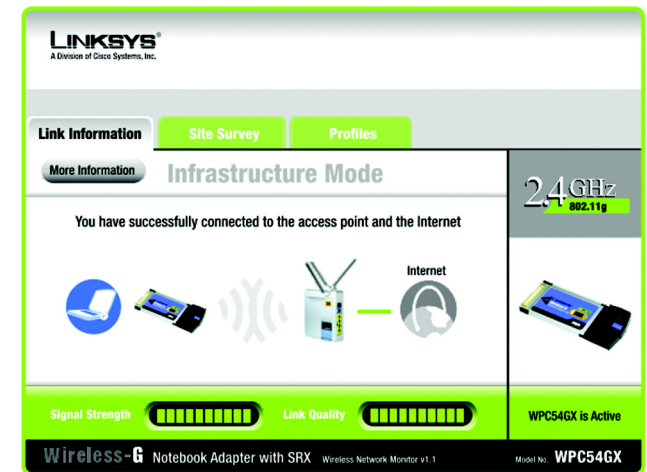 LINKSYS®
A Division of Cisco Systems, Inc.
Link Information Site Survey Profiles
More Information Infrastructure Mode
2.4GHz
802.11g
You have successfully connected to the access point and the Internet
Internet
Signal Strength Link Quality WPC54GX is Active
Wireless-G Notebook Adapter with SRX Wireless Network Monitor v1.1 Model No. WPC54GX